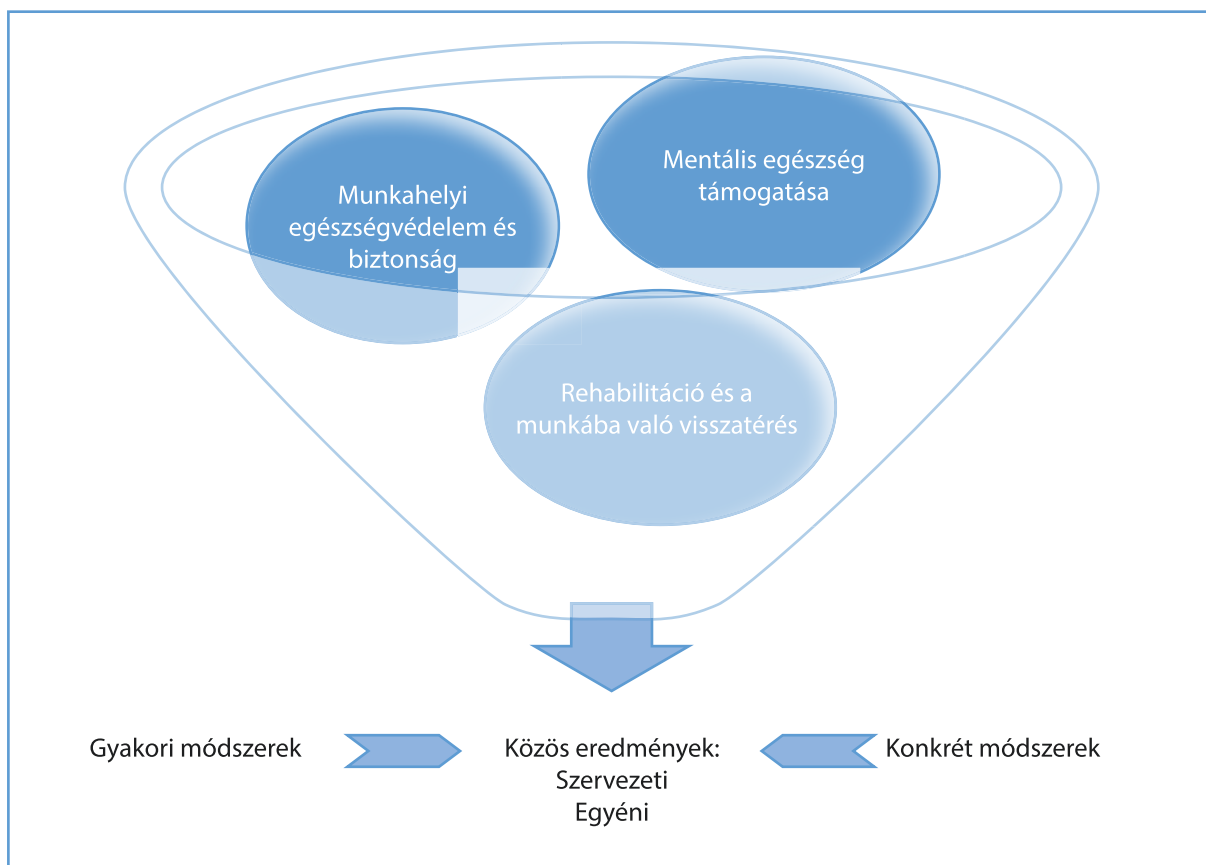 Munkahelyi
egészségvédelem és
biztonság
Mentális egészség
támogatása
Rehabilitáció és a
munkába való visszatérés
Gyakori módszerek
Közös eredmények:
Szervezeti
Egyéni
Konkrét módszerek